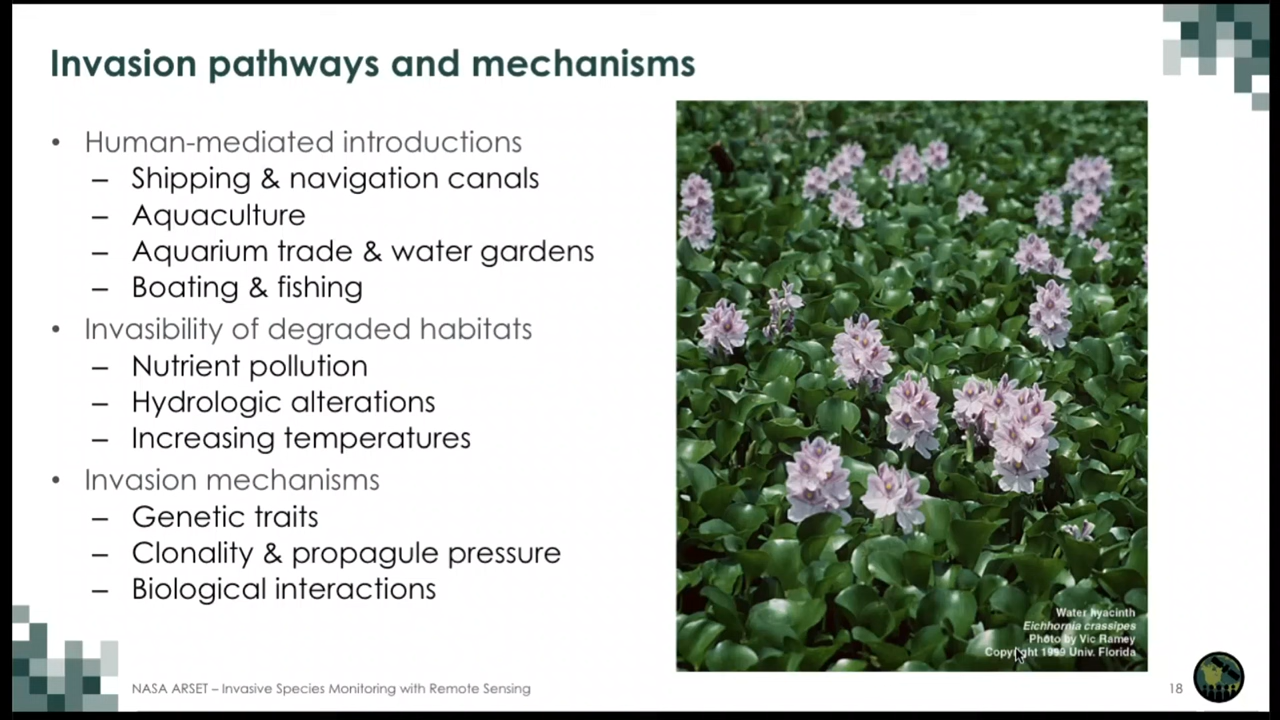 Invasion pathways and mechanisms
• Human-mediated introductions
– Shipping & navigation canals
– Aquaculture
– Aquarium trade & water gardens
– Boating & fishing
• Invasibility of degraded habitats
– Nutrient pollution
– Hydrologic alterations
– Increasing temperatures
• Invasion mechanisms
– Genetic traits
– Clonality & propagule pressure
– Biological interactions
Water hyacinth
Eichhornia crassipes
Photo by Vic Ramey
Copyright 1999 Univ. Florida
NASA ARSET – Invasive Species Monitoring with Remote Sensing
18